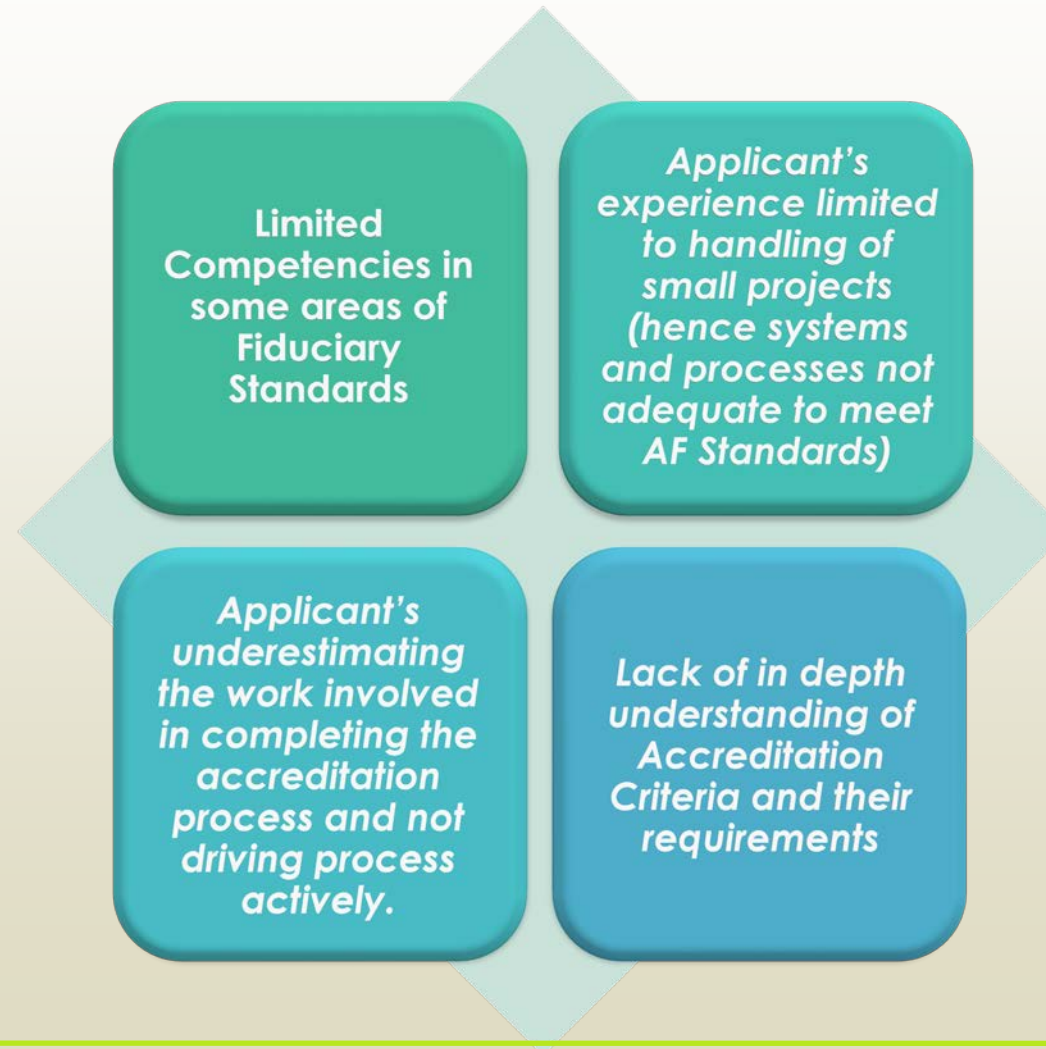 Limited
Competencies in
some areas of
Fiduciary
Standards
Applicant’s
experience limited
to handling of
small projects
(hence systems
and processes not
adequate to meet
AF Standards)
Applicant’s
underestimating
the work involved
in completing the
accreditation
process and not
driving process
actively.
Lack of in depth
understanding of
Accreditation
Criteria and their
requirements